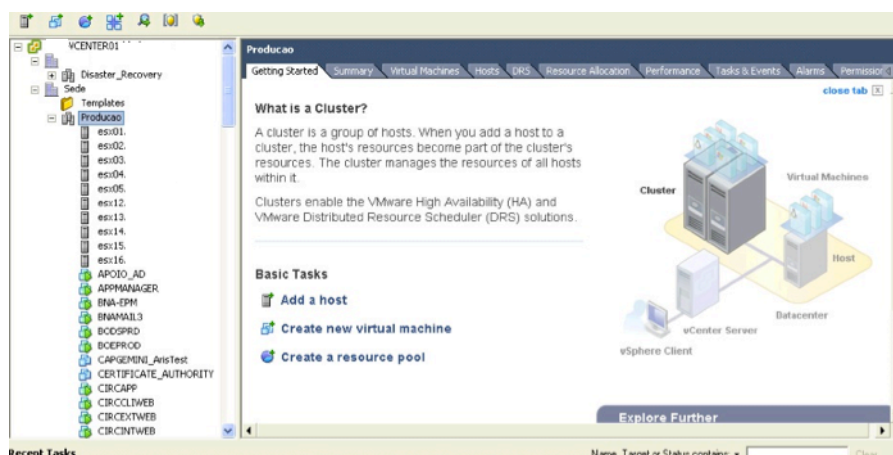 VCENTER01
Disaster_Recovery
Sede
Templates
Producao
esx01.
esx02.
esx03.
esx04.
esx05.
esx12.
esx13.
esx14.
esx15.
esx16.
APOIO_AD
APPMANAGER
BNA-EPM
BNAMAIL3
BODSPRD
BOEPROD
CAPGEMINI_ArisTest
CERTIFICATE_AUTHORITY
CIRCAPP
CIRCCLIWEB
CIRCEXTWEB
CIRCINTWEB
Producao
Getting Started Summary Virtual Machines Hosts DRS Resource Allocation Performance Tasks & Events Alarms Permissio
close tab
What is a Cluster?
A cluster is a group of hosts. When you add a host to a
cluster, the host's resources become part of the cluster's
resources. The cluster manages the resources of all hosts
within it.
Clusters enable the VMware High Availability (HA) and
VMware Distributed Resource Scheduler (DRS) solutions.
Basic Tasks
Add a host
Create new virtual machine
Create a resource pool
Cluster
Virtual Machines
Host
Datacenter
vCenter Server
vSphere Client
Explore Further
Recent Tasks
Name, Target or Status contains:
Clear